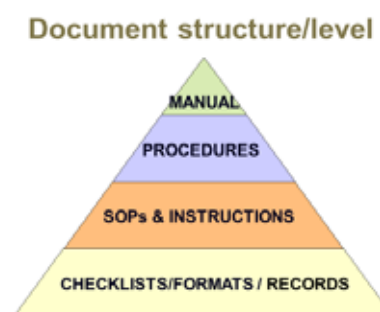 Document structure/level
MANUAL
PROCEDURES
SOPs & INSTRUCTIONS
CHECKLISTS/FORMATS / RECORDS